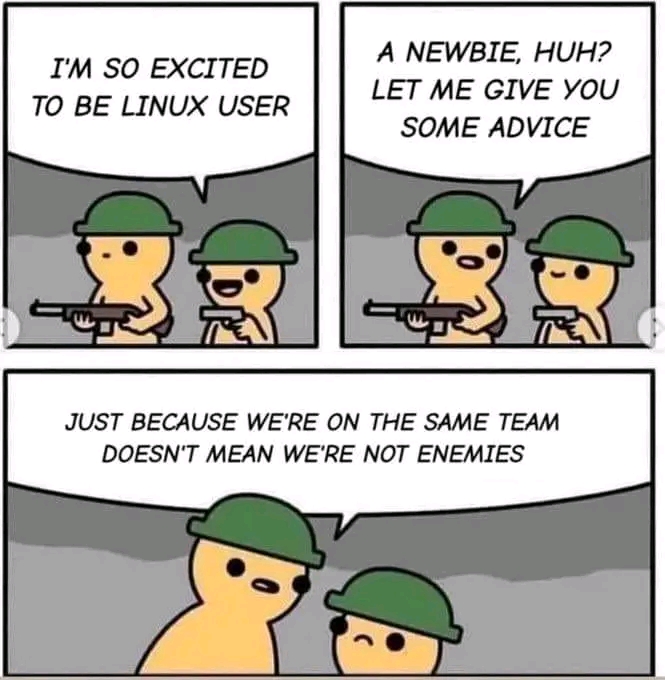 I'M SO EXCITED
TO BE LINUX USER
A NEWBIE, HUH?
LET ME GIVE YOU
SOME ADVICE
JUST BECAUSE WE'RE ON THE SAME TEAM
DOESN'T MEAN WE'RE NOT ENEMIES